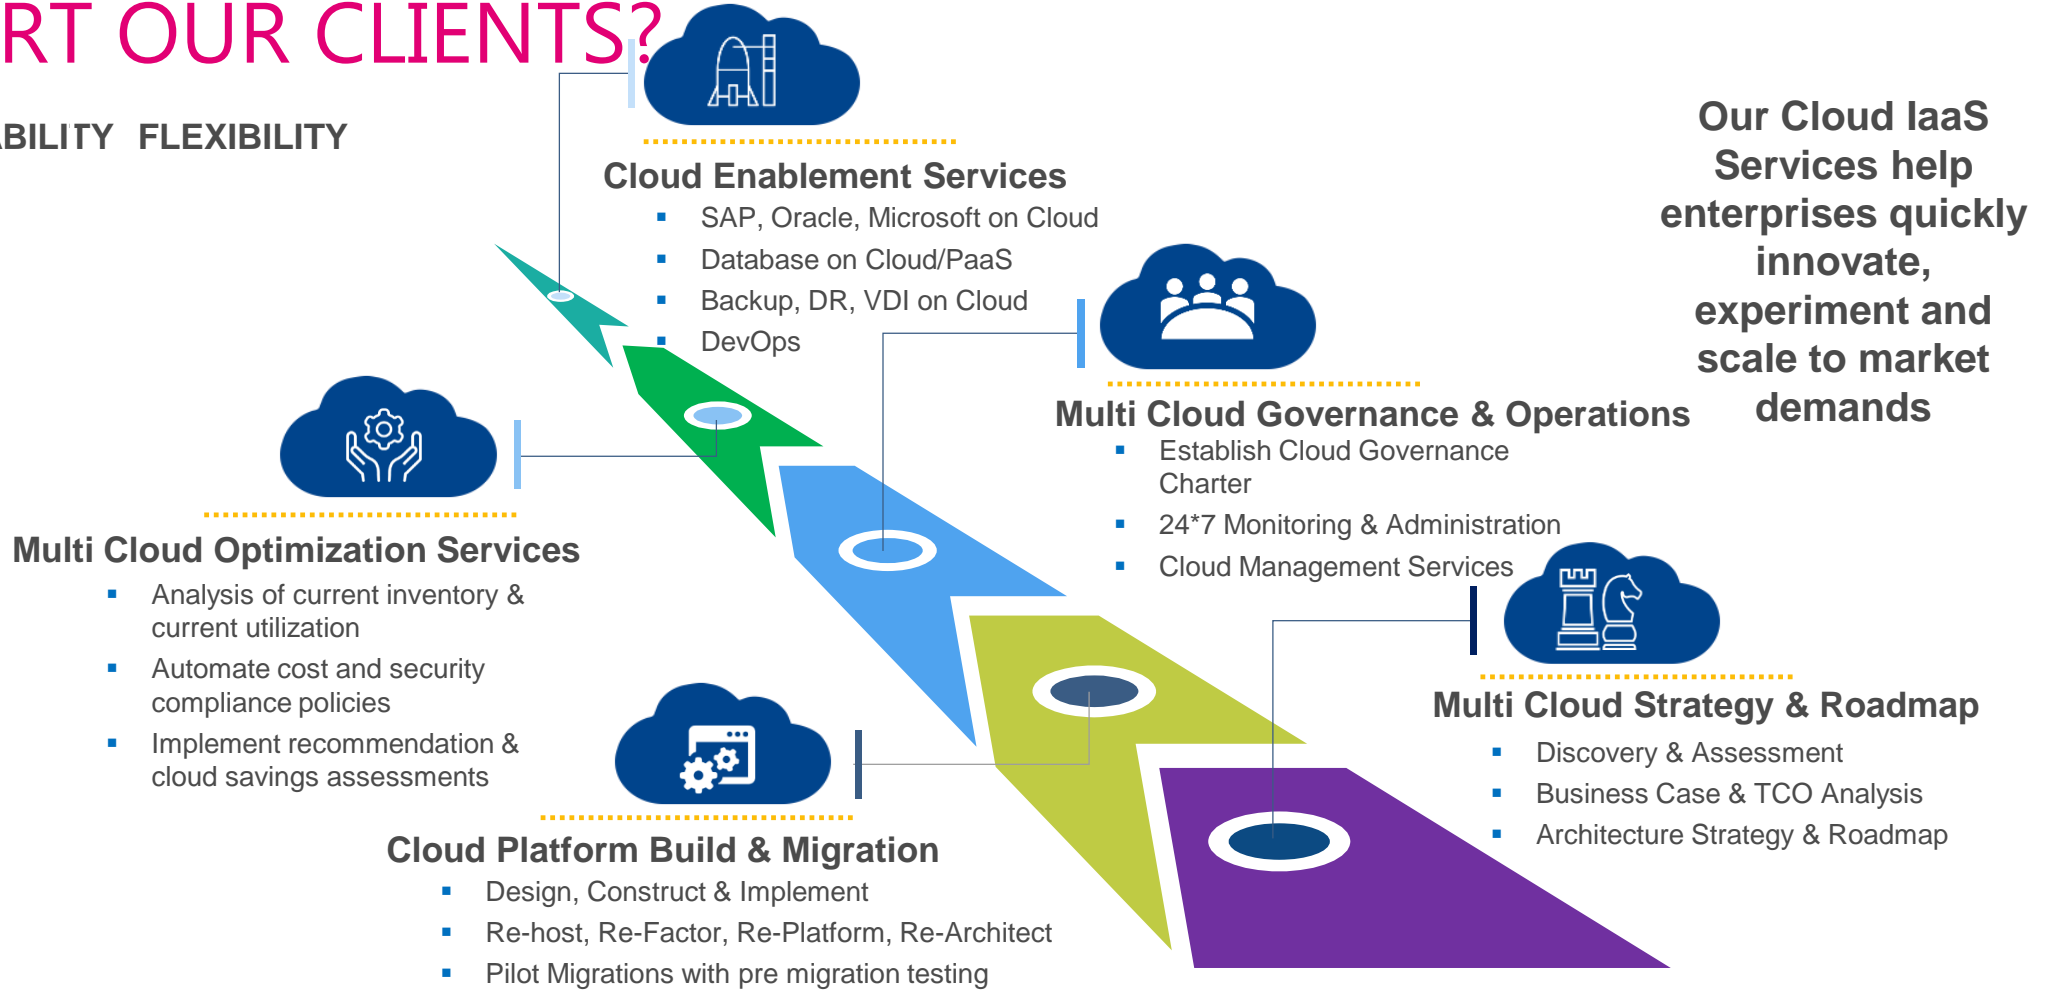 RT OUR CLIENTS?
ABILITY FLEXIBILITY
Cloud Enablement Services
SAP, Oracle, Microsoft on Cloud
Database on Cloud/PaaS
Backup, DR, VDI on Cloud
DevOps
Our Cloud IaaS
Services help
enterprises quickly
innovate,
experiment and
scale to market
demands
Multi Cloud Governance & Operations
Establish Cloud Governance
Charter
24*7 Monitoring & Administration
Cloud Management Services
Multi Cloud Optimization Services
Analysis of current inventory &
current utilization
Automate cost and security
compliance policies
Implement recommendation &
cloud savings assessments
Multi Cloud Strategy & Roadmap
Discovery & Assessment
Business Case & TCO Analysis
Architecture Strategy & Roadmap
Cloud Platform Build & Migration
Design, Construct & Implement
Re-host, Re-Factor, Re-Platform, Re-Architect
Pilot Migrations with pre migration testing